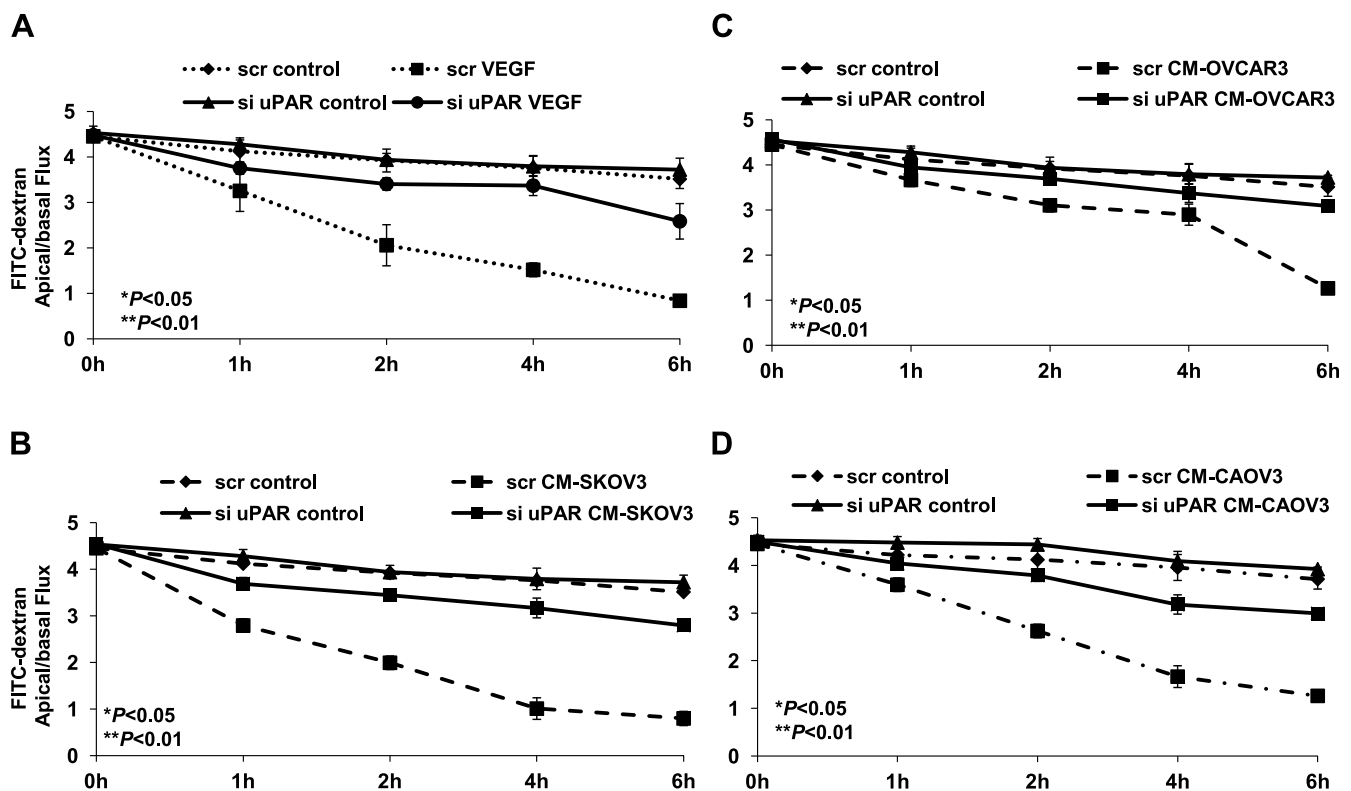 A
scr control
scr VEGF
si uPAR control
si uPAR VEGF
FITC-dextran
Apical/basal Flux
5
4
3
2
1
0
*P<0.05
**P<0.01
0h
1h
2h
4h
6h
C
scr control
scr CM-OVCAR3
si uPAR control
si uPAR CM-OVCAR3
5
4
3
2
1
0
*P<0.05
**P<0.01
0h
1h
2h
4h
6h
B
scr control
scr CM-SKOV3
si uPAR control
si uPAR CM-SKOV3
FITC-dextran
Apical/basal Flux
5
4
3
2
1
0
*P<0.05
**P<0.01
0h
1h
2h
4h
6h
D
scr control
scr CM-CAOV3
si uPAR control
si uPAR CM-CAOV3
5
4
3
2
1
0
*P<0.05
**P<0.01
0h
1h
2h
4h
6h